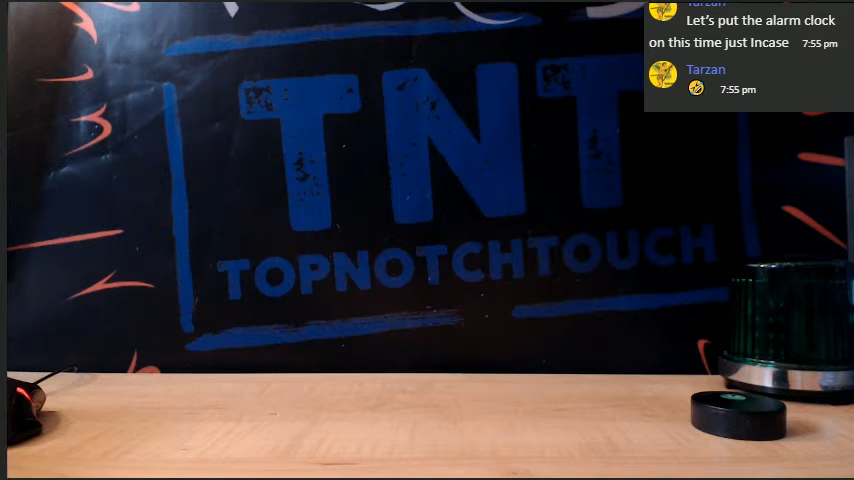 Tarzan
Let's put the alarm clock
on this time just Incase 7:55 pm
Tarzan
🤣 7:55 pm
TNT
TOPNOTCHTOUCH